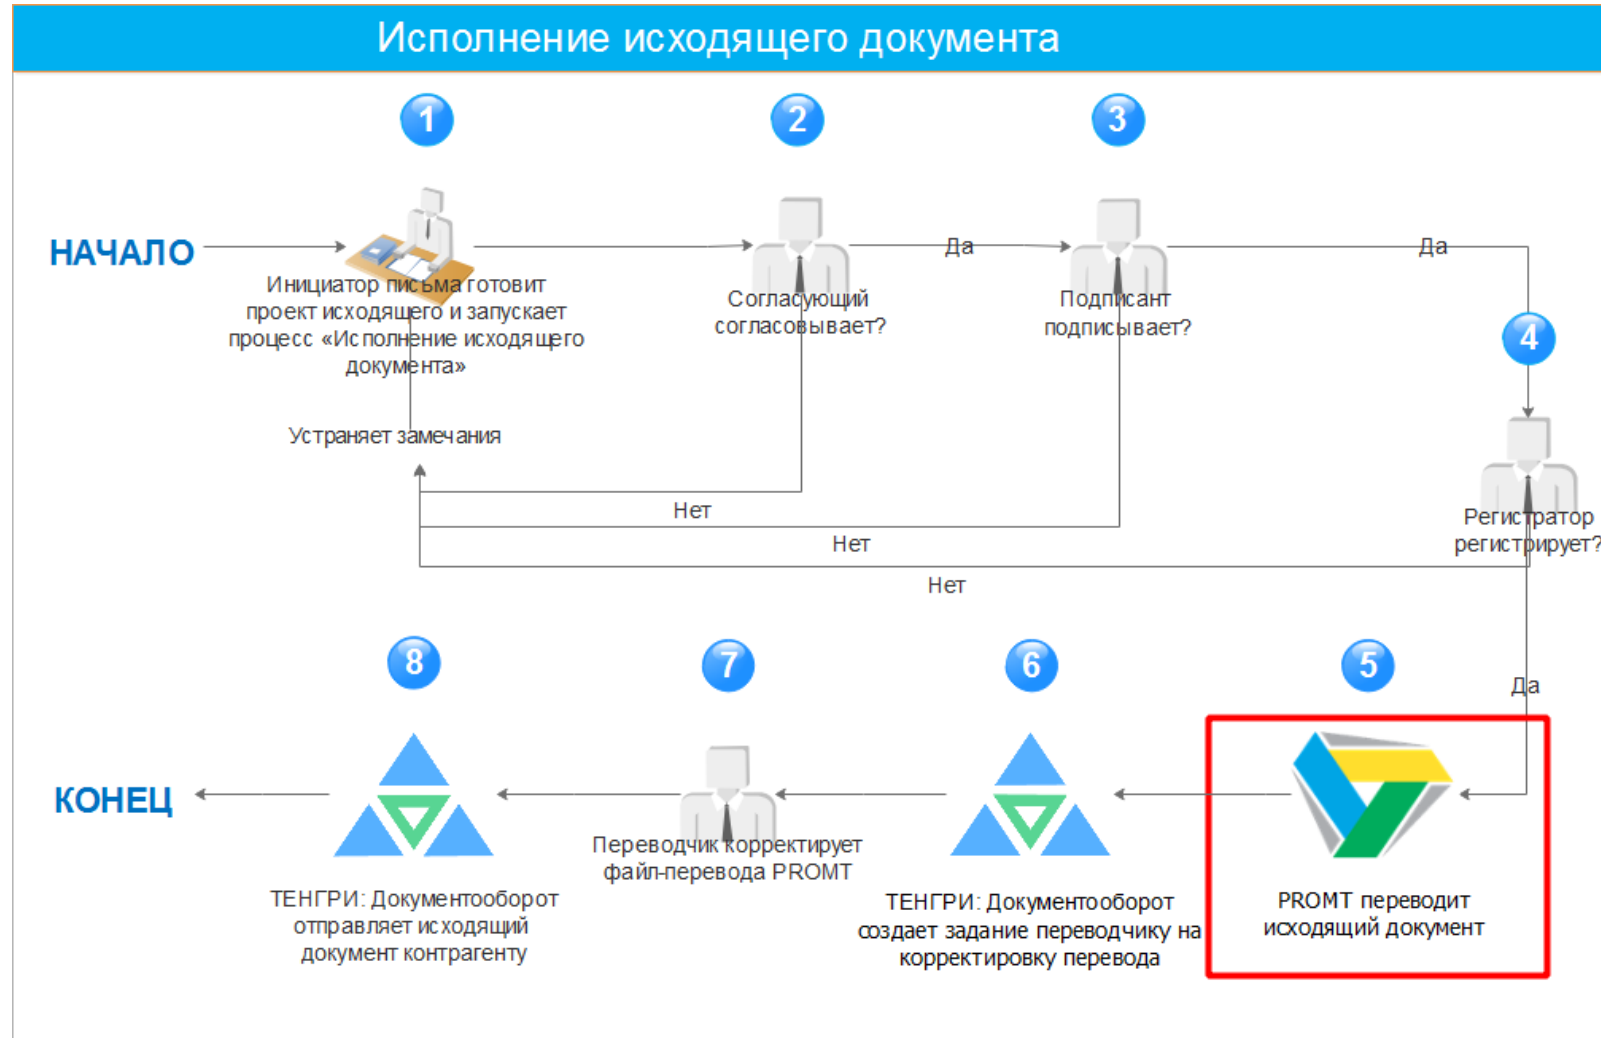 Исполнение исходящего документа
1
2
3
НАЧАЛО
Да
Да
Инициатор письма готовит
проект исходящего и запускает
процесс «Исполнение исходящего
документа»
Согласующий
согласовывает?
Подписант
подписывает?
4
Устраняет замечания
Нет
Нет
Нет
Регистратор
регистрирует?
8
7
6
5
Да
КОНЕЦ
ТЕНГРИ: Документооборот
отправляет исходящий
документ контрагенту
Переводчик корректирует
файл-перевода PROMT
ТЕНГРИ: Документооборот
создает задание переводчику на
корректировку перевода
PROMT переводит
исходящий документ